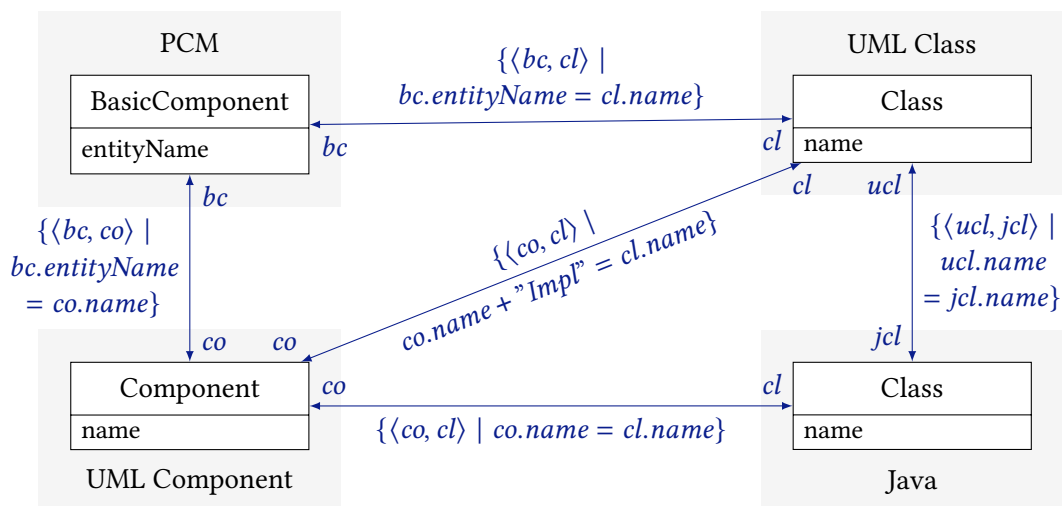 PCM
BasicComponent
entityName
{⟨bc, cl⟩ |
bc.entityName = cl.name}
bc
cl
UML Class
Class
name
bc
{⟨bc, co⟩ |
bc.entityName
= co.name}
co
{⟨co, cl⟩ |
co.name+”Impl” = cl.name}
cl
co
ucl
{⟨ucl, jcl⟩ |
ucl.name
= jcl.name}
jcl
Component
name
UML Component
co
cl
{⟨co, cl⟩ | co.name = cl.name}
Class
name
Java